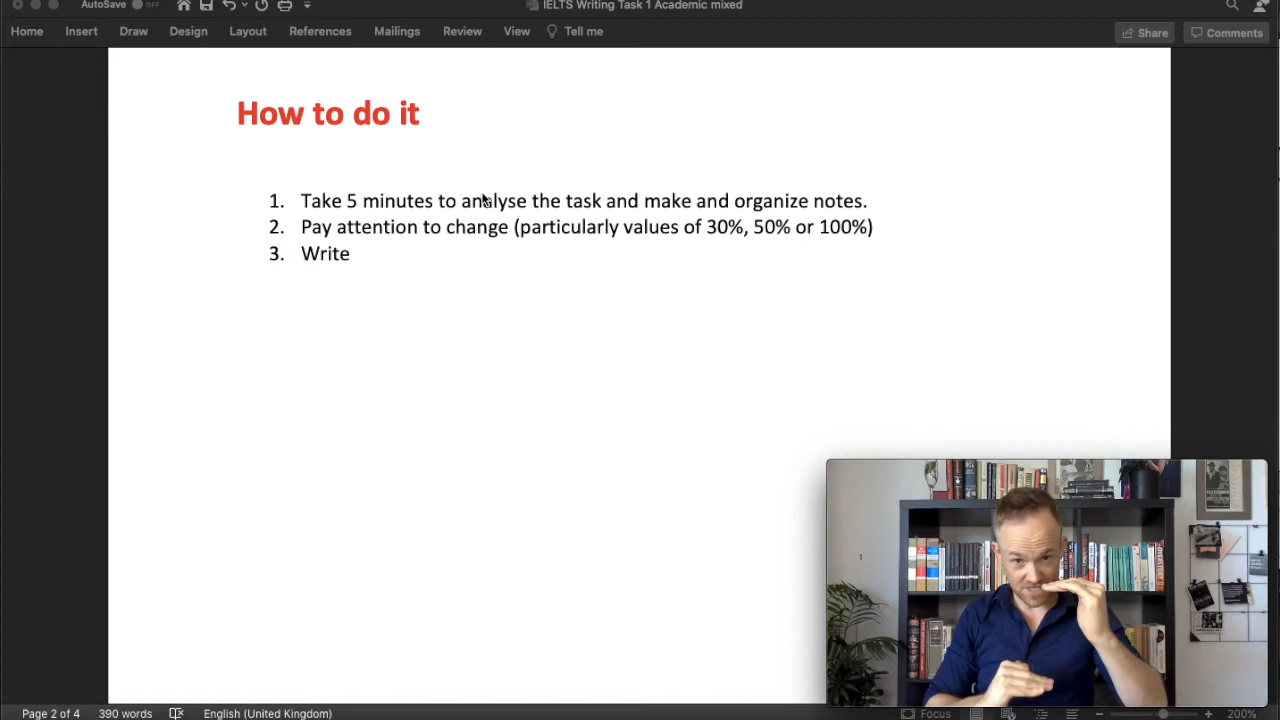 AutoSave OFF
IELTS Writing Task 1 Academic mixed
Home Insert Draw Design Layout References Mailings Review View Tell me Share Comments
How to do it
1. Take 5 minutes to analyse the task and make and organize notes.
2. Pay attention to change (particularly values of 30%, 50% or 100%)
3. Write
Page 2 of 4 390 words English (United Kingdom) Focus 200%